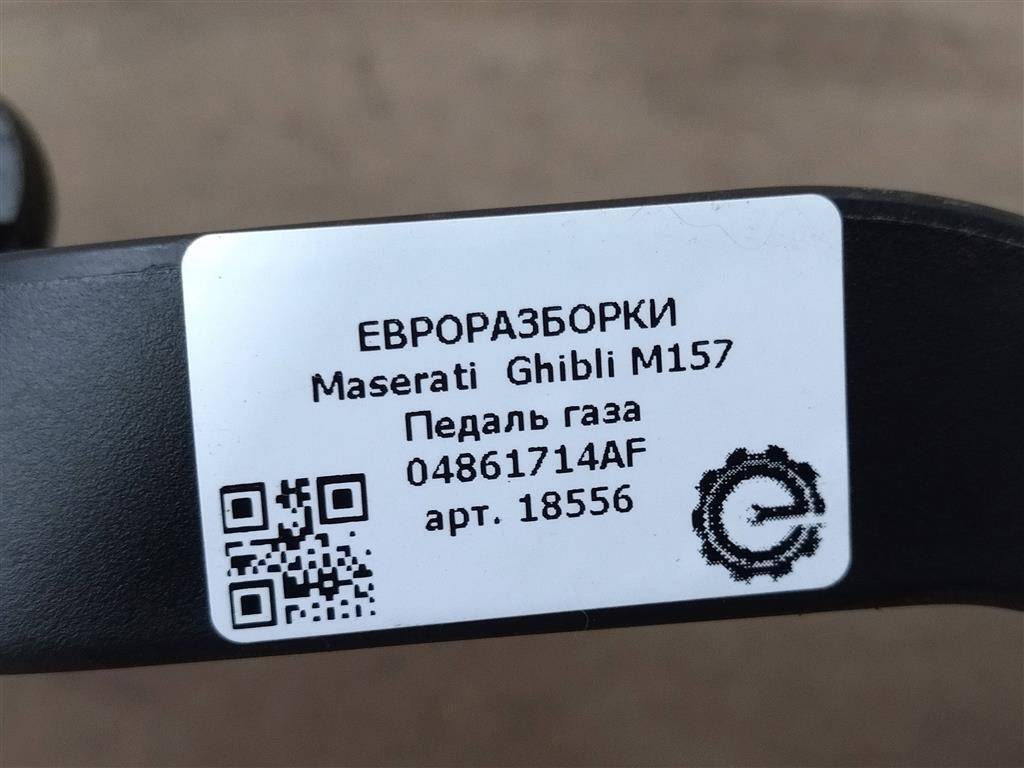 ЕВРОРАЗБОРКИ
Maserati Ghibli M157
Педаль газа
04861714AF
арт. 18556